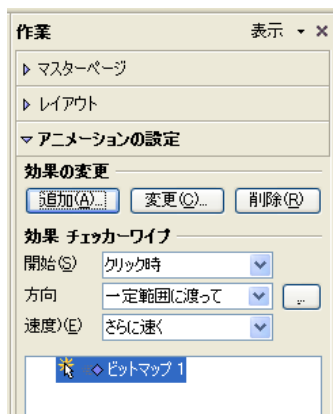 作業 表示
マスターページ
レイアウト
アニメーションの設定
効果の変更
追加(A)... 変更(C)... 削除(R)
効果 チェッカーワイプ
開始(S) クリック時
方向 一定範囲に渡って ...
速度)(E) さらに速く
ビットマップ 1